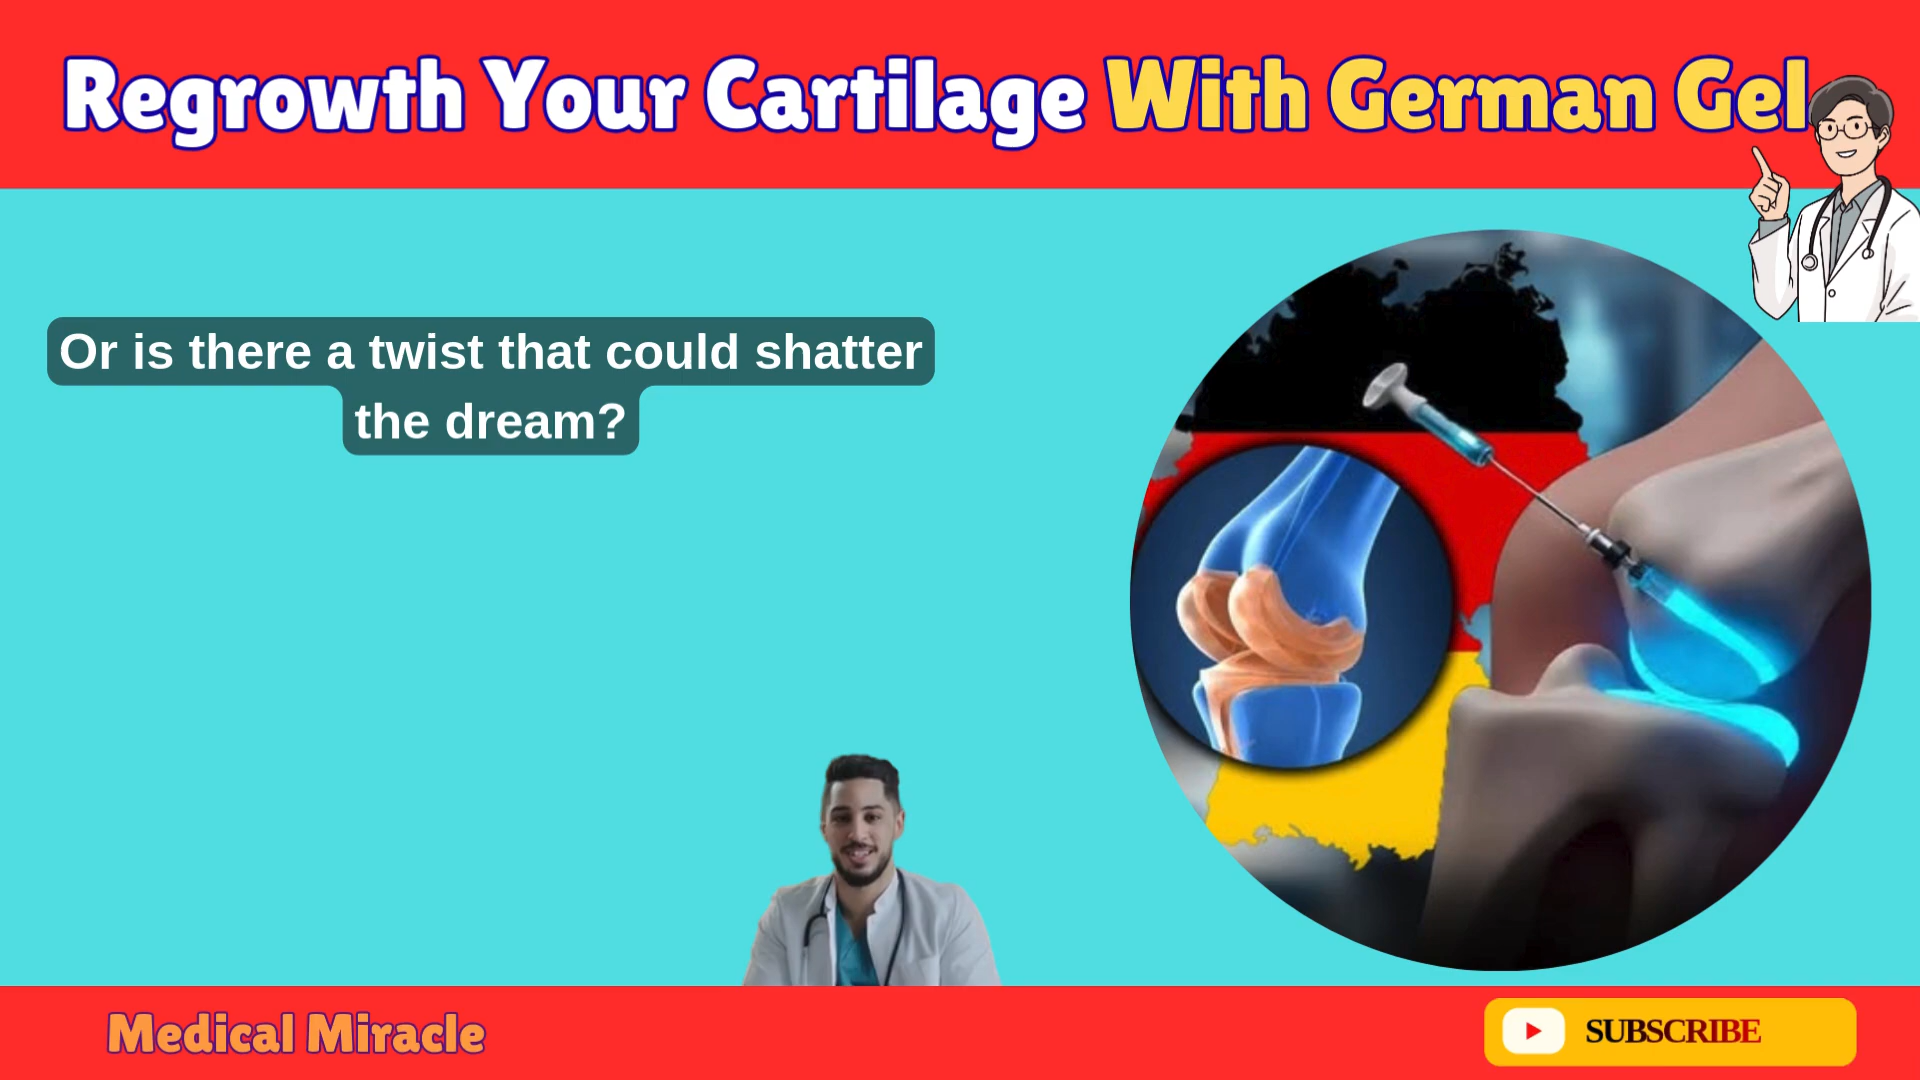 Regrowth Your Cartilage With German Gel
Or is there a twist that could shatter
the dream?
Medical Miracle
SUBSCRIBE